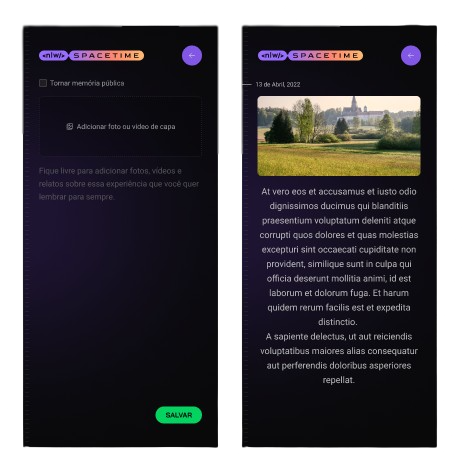 <nlw/> SPACETIME
Tornar memória pública
Adicionar foto ou vídeo de capa
Fique livre para adicionar fotos, vídeos e
relatos sobre essa experiência que você quer
lembrar para sempre.
SALVAR
<nlw/> SPACETIME
13 de Abril, 2022
At vero eos et accusamus et iusto odio
dignissimos ducimus qui blanditiis
praesentium voluptatum deleniti atque
corrupti quos dolores et quas molestias
excepturi sint occaecati cupiditate non
provident, similique sunt in culpa qui
officia deserunt mollitia animi, id est
laborum et dolorum fuga. Et harum
quidem rerum facilis est et expedita
distinctio.
A sapiente delectus, ut aut reiciendis
voluptatibus maiores alias consequatur
aut perferendis doloribus asperiores
repellat.